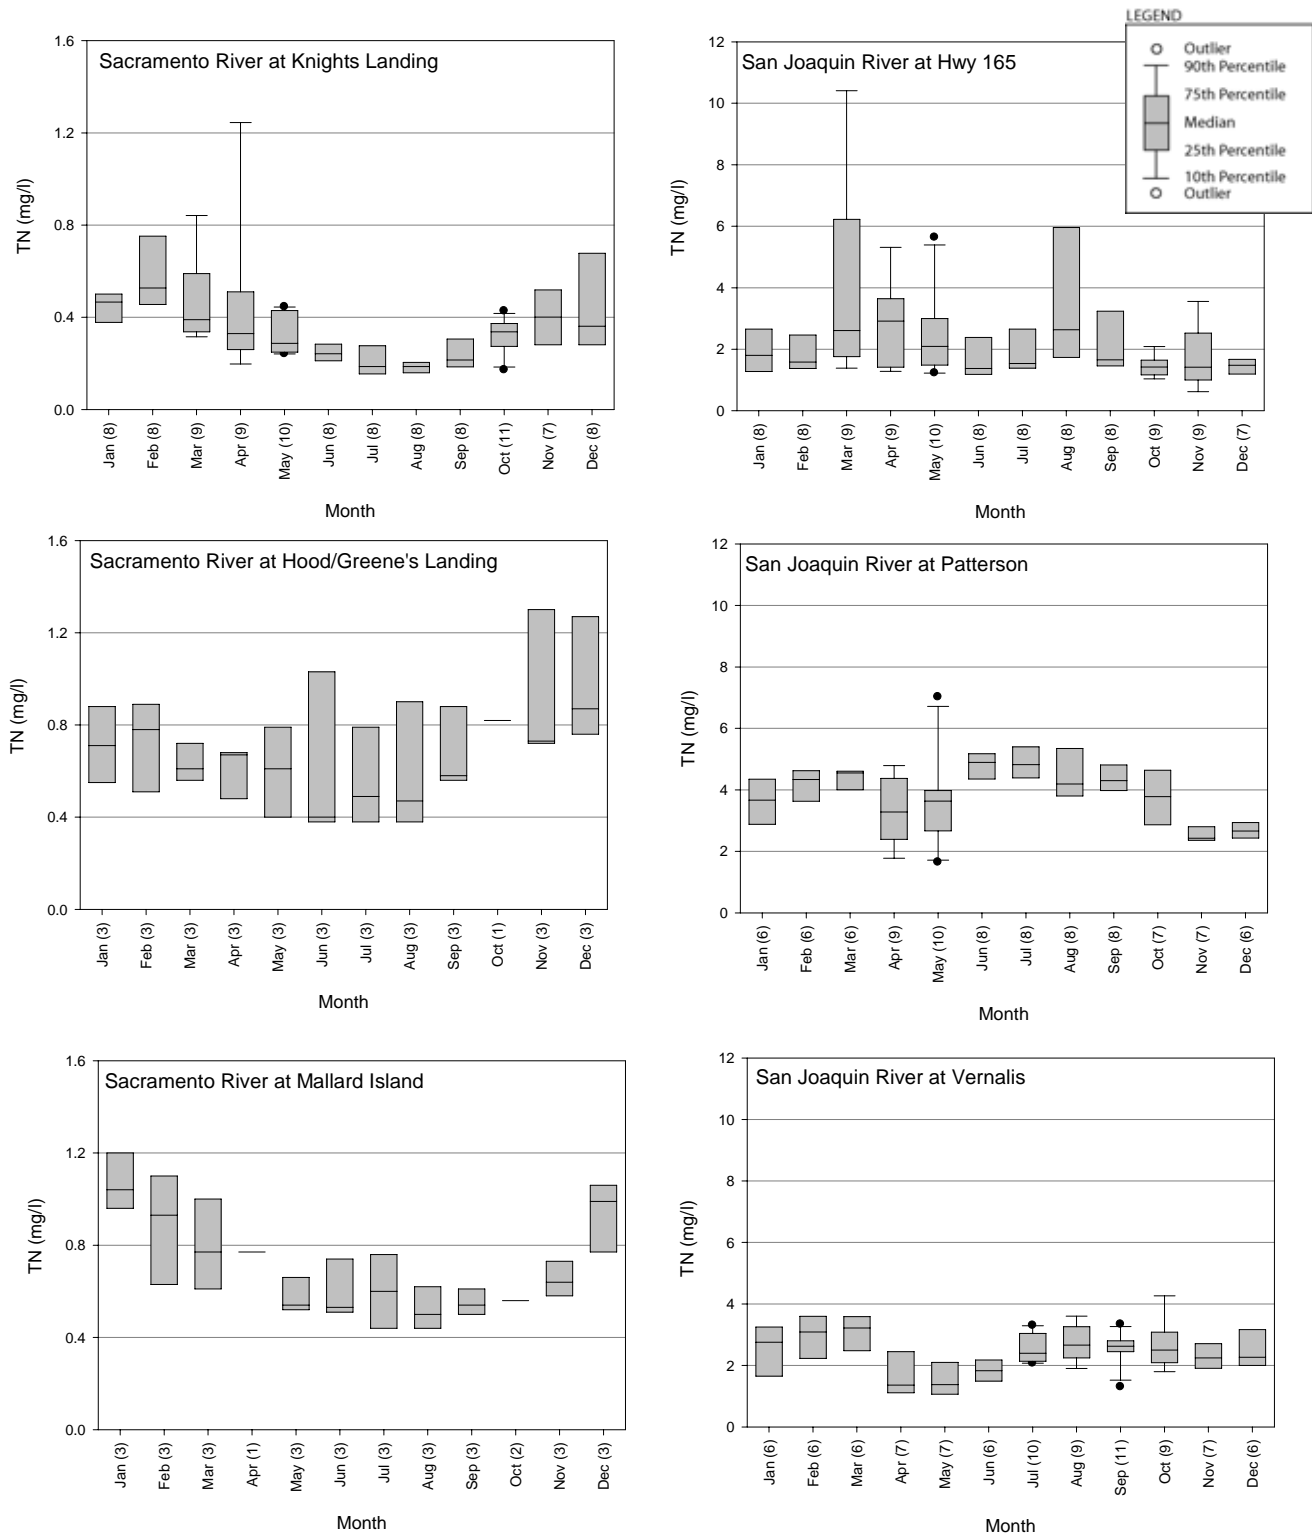 LEGEND
Outlier
90th Percentile
75th Percentile
Median
25th Percentile
10th Percentile
Outlier
Sacramento River at Knights Landing
TN (mg/l)
1.6
1.2
0.8
0.4
0.0
Jan (8)
Feb (8)
Mar (9)
Apr (9)
May (10)
Jun (8)
Jul (8)
Aug (8)
Sep (8)
Oct (11)
Nov (7)
Dec (8)
Month
San Joaquin River at Hwy 165
TN (mg/l)
12
10
8
6
4
2
0
Jan (8)
Feb (8)
Mar (9)
Apr (9)
May (10)
Jun (8)
Jul (8)
Aug (8)
Sep (8)
Oct (9)
Nov (9)
Dec (7)
Month
Sacramento River at Hood/Greene's Landing
TN (mg/l)
1.6
1.2
0.8
0.4
0.0
Jan (3)
Feb (3)
Mar (3)
Apr (3)
May (3)
Jun (3)
Jul (3)
Aug (3)
Sep (3)
Oct (1)
Nov (3)
Dec (3)
Month
San Joaquin River at Patterson
TN (mg/l)
12
10
8
6
4
2
0
Jan (6)
Feb (6)
Mar (6)
Apr (9)
May (10)
Jun (8)
Jul (8)
Aug (8)
Sep (8)
Oct (7)
Nov (7)
Dec (6)
Month
Sacramento River at Mallard Island
TN (mg/l)
1.6
1.2
0.8
0.4
0.0
Jan (3)
Feb (3)
Mar (3)
Apr (1)
May (3)
Jun (3)
Jul (3)
Aug (3)
Sep (3)
Oct (2)
Nov (3)
Dec (3)
Month
San Joaquin River at Vernalis
TN (mg/l)
12
10
8
6
4
2
0
Jan (6)
Feb (6)
Mar (6)
Apr (7)
May (7)
Jun (6)
Jul (10)
Aug (9)
Sep (11)
Oct (9)
Nov (7)
Dec (6)
Month